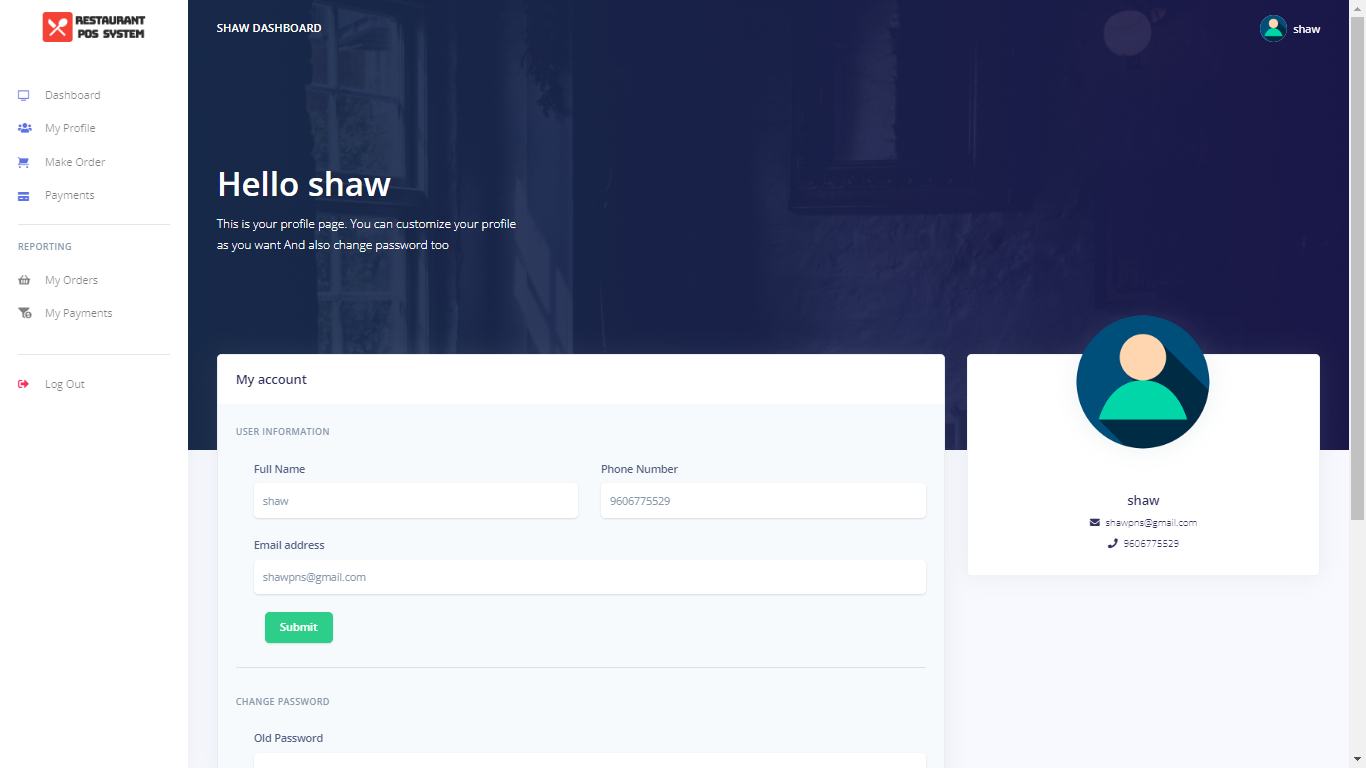 RESTAURANT
POS SYSTEM
SHAW DASHBOARD
shaw
Dashboard
My Profile
Make Order
Payments
REPORTING
My Orders
My Payments
Log Out
Hello shaw
This is your profile page. You can customize your profile
as you want And also change password too
My account
USER INFORMATION
Full Name
Phone Number
shaw
9606775529
Email address
shawpns@gmail.com
Submit
CHANGE PASSWORD
Old Password
shaw
shawpns@gmail.com
9606775529